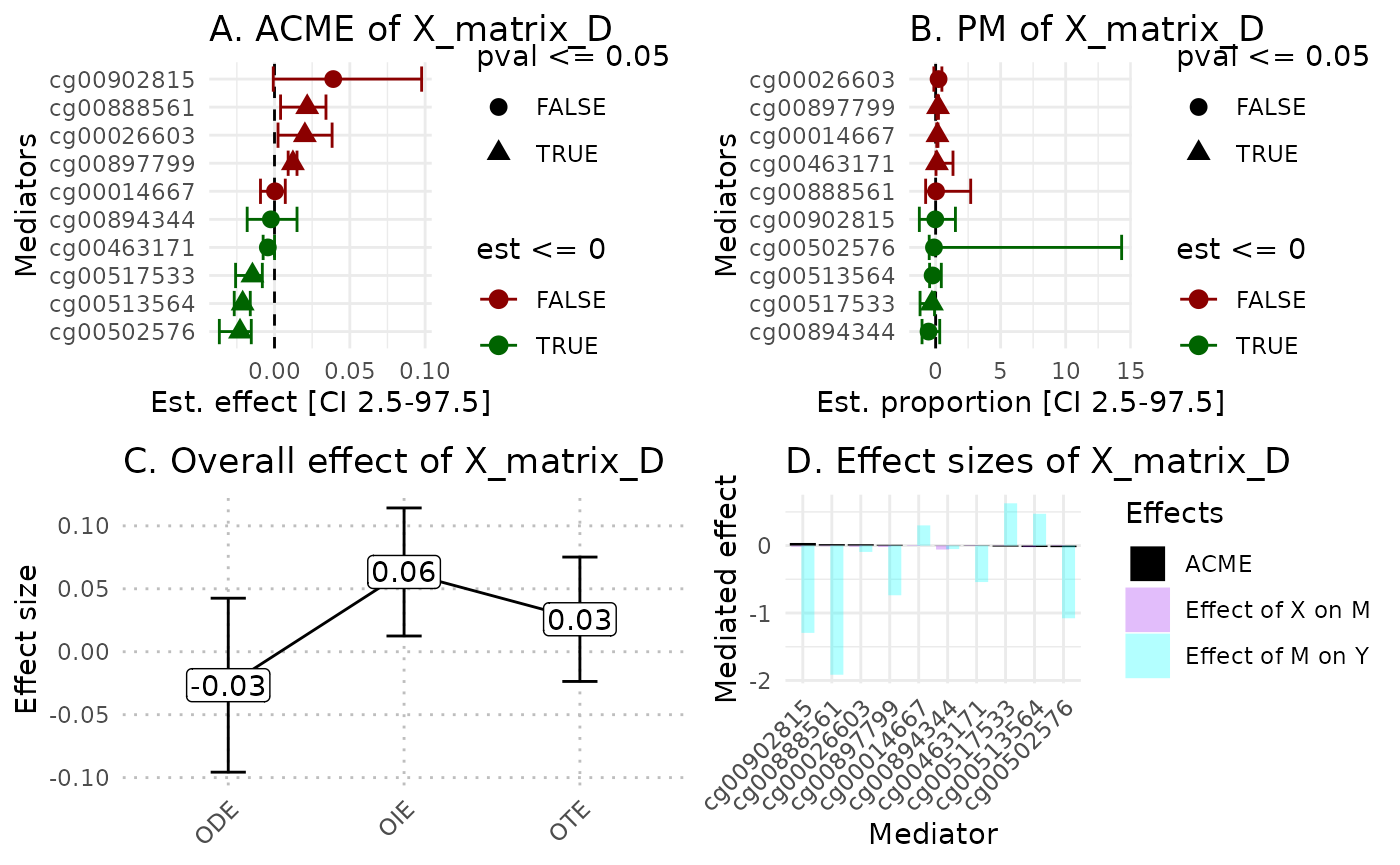 A. ACME of X_matrix_D
pval <= 0.05
FALSE
TRUE
est <= 0
FALSE
TRUE
Mediators
cg00902815
cg00888561
cg00026603
cg00897799
cg00014667
cg00894344
cg00463171
cg00517533
cg00513564
cg00502576
0.00 0.05 0.10
Est. effect [CI 2.5-97.5]
B. PM of X_matrix_D
pval <= 0.05
FALSE
TRUE
est <= 0
FALSE
TRUE
Mediators
cg00026603
cg00897799
cg00014667
cg00463171
cg00888561
cg00902815
cg00502576
cg00513564
cg00517533
cg00894344
0 5 10 15
Est. proportion [CI 2.5-97.5]
C. Overall effect of X_matrix_D
Effect size
0.10
0.05
0.00
-0.05
-0.10
-0.03
0.06
0.03
ODE
OIE
OTE
D. Effect sizes of X_matrix_D
Mediated effect
0
-1
-2
cg00902815
cg00888561
cg00026603
cg00897799
cg00014667
cg00894344
cg00463171
cg00517533
cg00513564
cg00502576
Mediator
Effects
ACME
Effect of X on M
Effect of M on Y